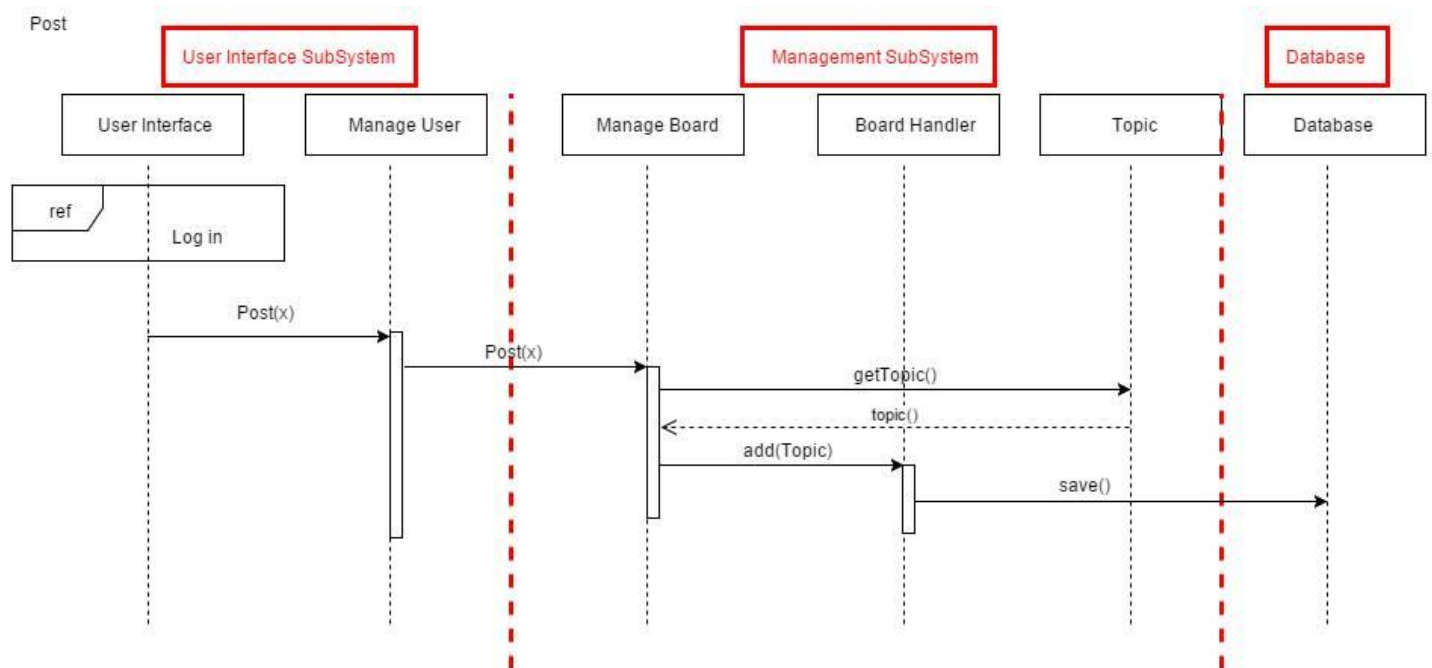 Post
User Interface SubSystem
Management SubSystem
Database
User Interface
Manage User
Manage Board
Board Handler
Topic
Database
ref
Log in
Post(x)
Post(x)
getTopic()
topic()
add(Topic)
save()